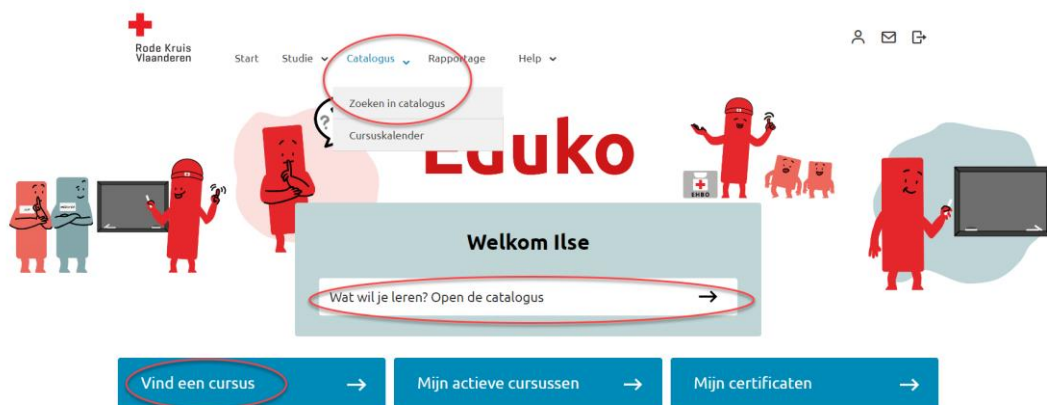 Rode Kruis
Vlaanderen
Start Studie Catalogus Rapportage Help
Zoeken in catalogus
Cursuskalender
?
Eduko
EHBO
Welkom Ilse
Wat wil je leren? Open de catalogus →
Vind een cursus →
Mijn actieve cursussen →
Mijn certificaten →